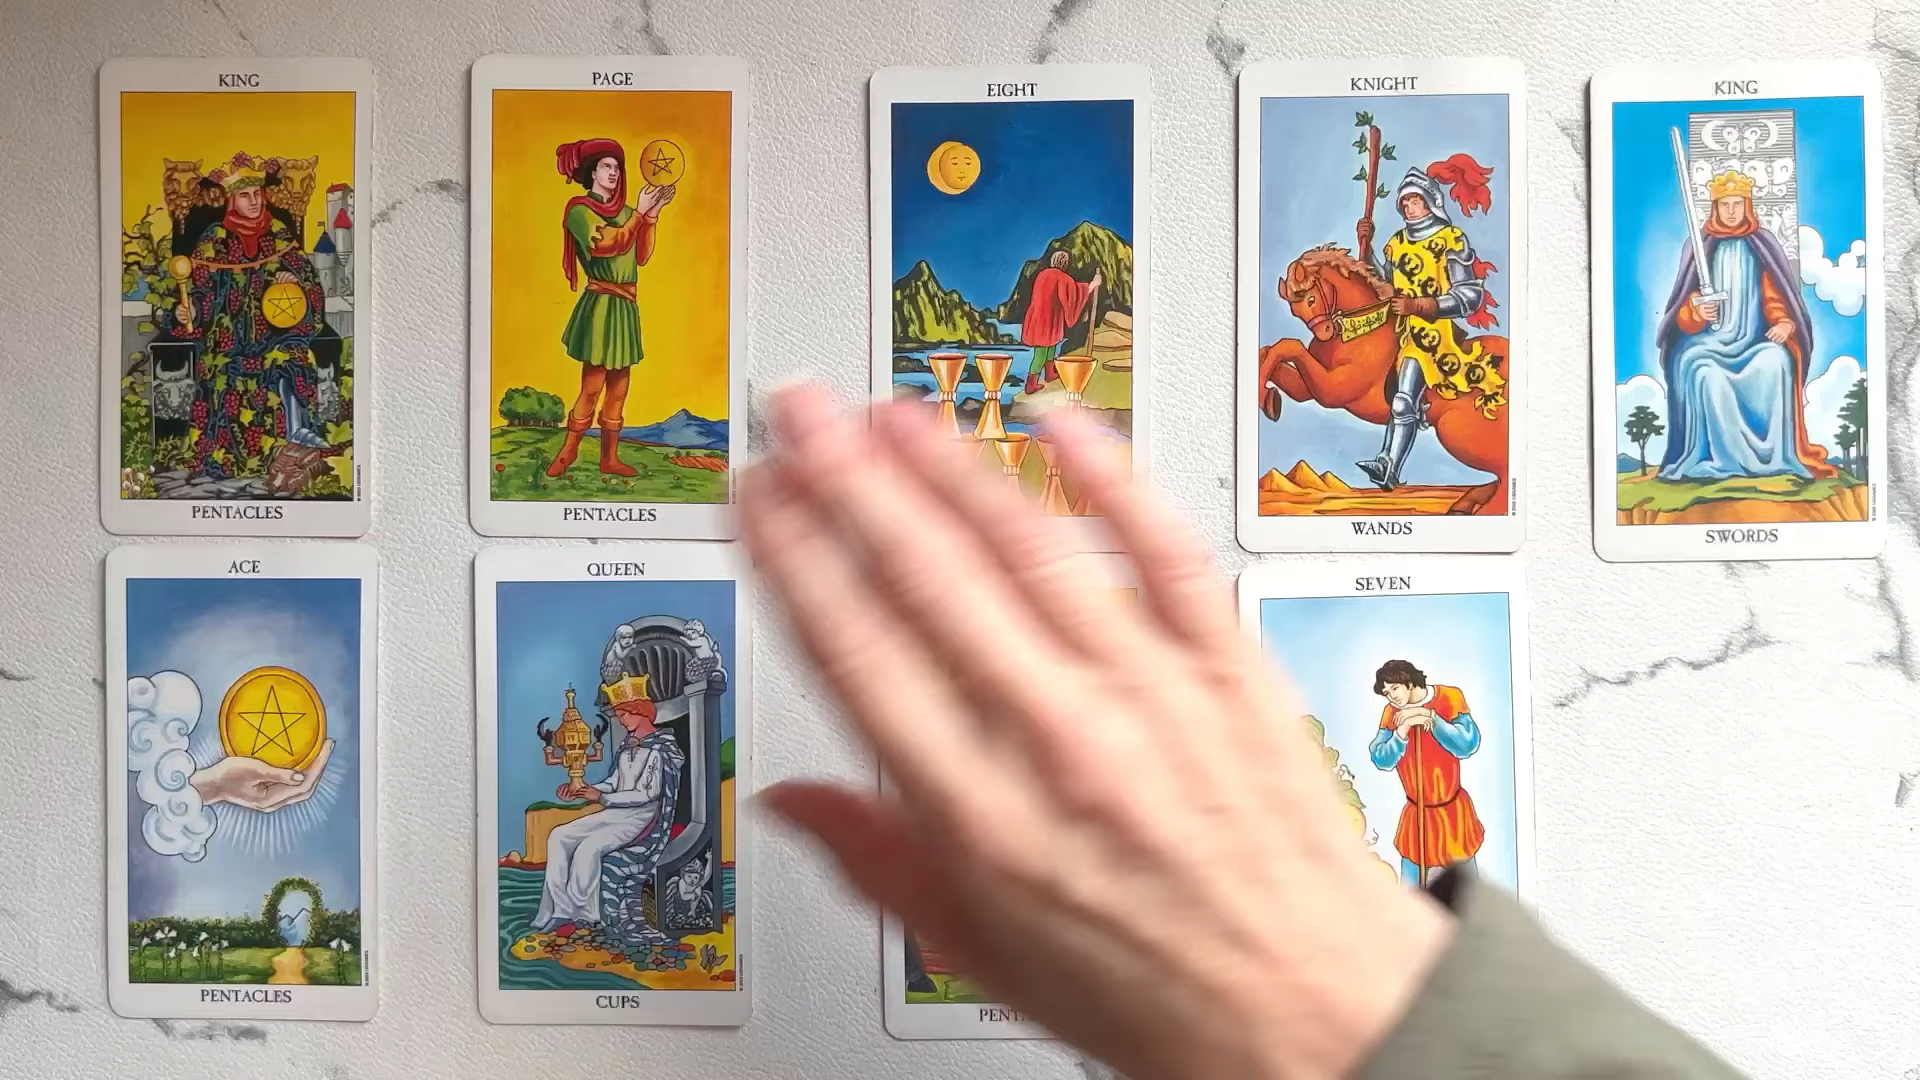 KING
PENTACLES
PAGE
PENTACLES
EIGHT
KNIGHT
WANDS
KING
SWORDS
ACE
PENTACLES
QUEEN
CUPS
PENT
SEVEN